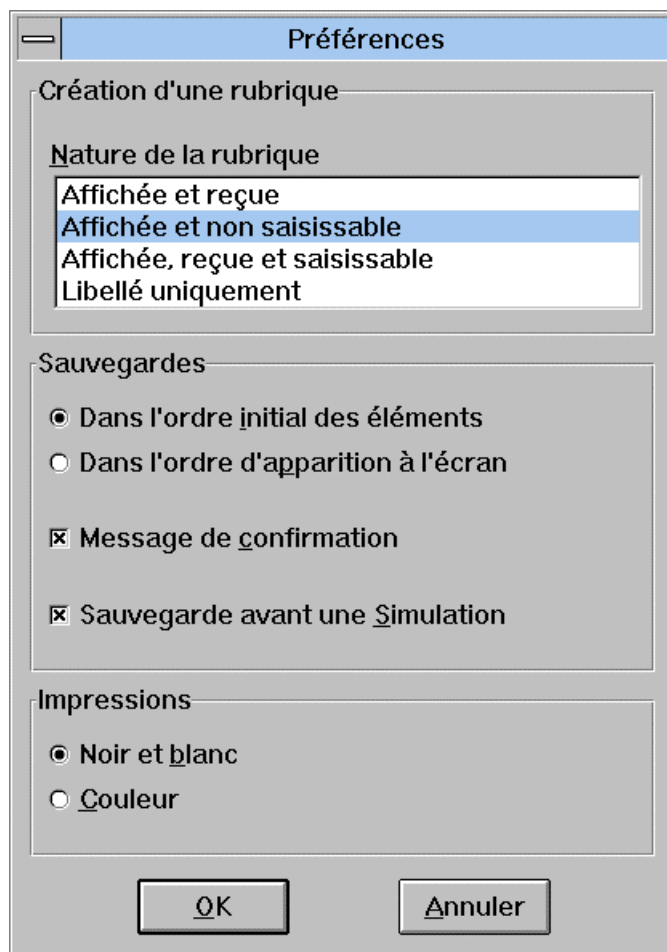 Préférences
Création d'une rubrique
Nature de la rubrique
Affichée et reçue
Affichée et non saisissable
Affichée, reçue et saisissable
Libellé uniquement
Sauvegardes
Dans l'ordre initial des éléments
Dans l'ordre d'apparition à l'écran
Message de confirmation
Sauvegarde avant une Simulation
Impressions
Noir et blanc
Couleur
OK
Annuler